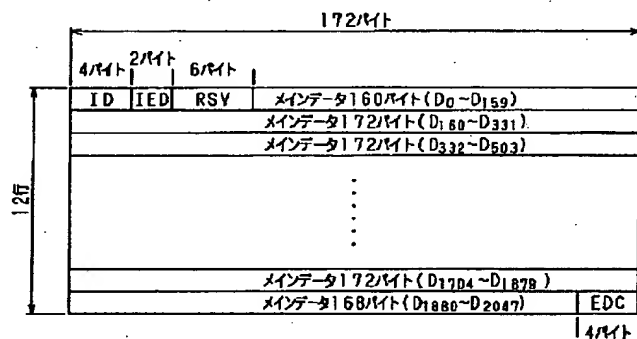 172バイト
4バイト 2バイト 6バイト
ID IED RSV メインデータ160バイト(D0~D159)
メインデータ172バイト(D160~D331)
メインデータ172バイト(D332~D503)
12行
メインデータ172バイト(D1704~D1879)
メインデータ168バイト(D1880~D2047) EDC
4バイト